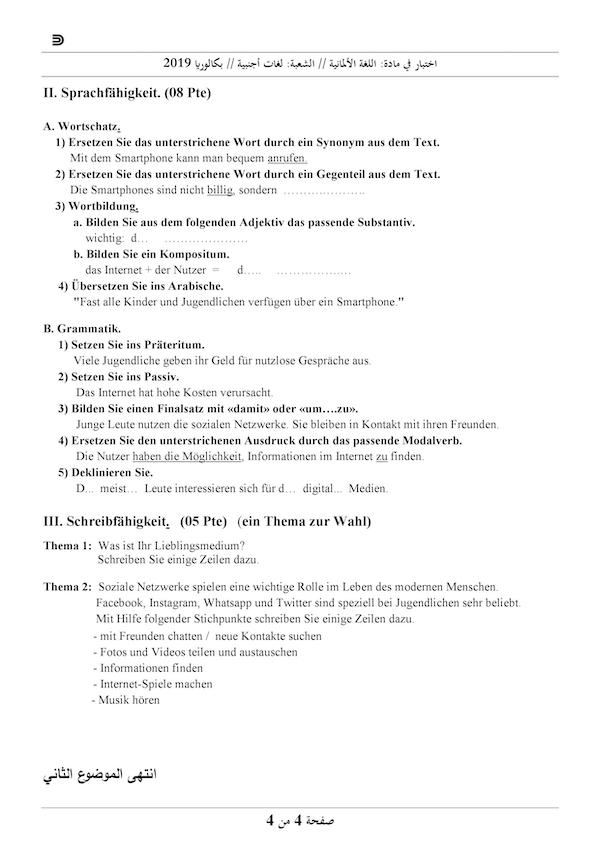 اختبار في مادة: اللغة الألمانية // الشعبة: لغات أجنبية // بكالوريا 2019
II. Sprachfähigkeit. (08 Pte)
A. Wortschatz.
1) Ersetzen Sie das unterstrichene Wort durch ein Synonym aus dem Text.
Mit dem Smartphone kann man bequem anrufen.
2) Ersetzen Sie das unterstrichene Wort durch ein Gegenteil aus dem Text.
Die Smartphones sind nicht billig, sondern ………………….
3) Wortbildung.
a. Bilden Sie aus dem folgenden Adjektiv das passende Substantiv.
wichtig: d… …………………
b. Bilden Sie ein Kompositum.
das Internet + der Nutzer = d….. ……………..…
4) Übersetzen Sie ins Arabische.
"Fast alle Kinder und Jugendlichen verfügen über ein Smartphone."
B. Grammatik.
1) Setzen Sie ins Präteritum.
Viele Jugendliche geben ihr Geld für nutzlose Gespräche aus.
2) Setzen Sie ins Passiv.
Das Internet hat hohe Kosten verursacht.
3) Bilden Sie einen Finalsatz mit «damit» oder «um….zu».
Junge Leute nutzen die sozialen Netzwerke. Sie bleiben in Kontakt mit ihren Freunden.
4) Ersetzen Sie den unterstrichenen Ausdruck durch das passende Modalverb.
Die Nutzer haben die Möglichkeit, Informationen im Internet zu finden.
5) Deklinieren Sie.
D... meist… Leute interessieren sich für d… digital... Medien.
III. Schreibfähigkeit. (05 Pte) (ein Thema zur Wahl)
Thema 1: Was ist Ihr Lieblingsmedium?
Schreiben Sie einige Zeilen dazu.
Thema 2: Soziale Netzwerke spielen eine wichtige Rolle im Leben des modernen Menschen.
Facebook, Instagram, Whatsapp und Twitter sind speziell bei Jugendlichen sehr beliebt.
Mit Hilfe folgender Stichpunkte schreiben Sie einige Zeilen dazu.
- mit Freunden chatten / neue Kontakte suchen
- Fotos und Videos teilen und austauschen
- Informationen finden
- Internet-Spiele machen
- Musik hören
انتهى الموضوع الثاني
صفحة 4 من 4